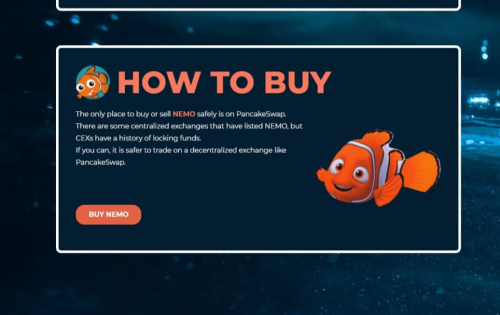 HOW TO BUY
The only place to buy or sell NEMO safely is on PancakeSwap.
There are some centralized exchanges that have listed NEMO, but
CEXs have a history of locking funds.
If you can, it is safer to trade on a decentralized exchange like
PancakeSwap.
BUY NEMO